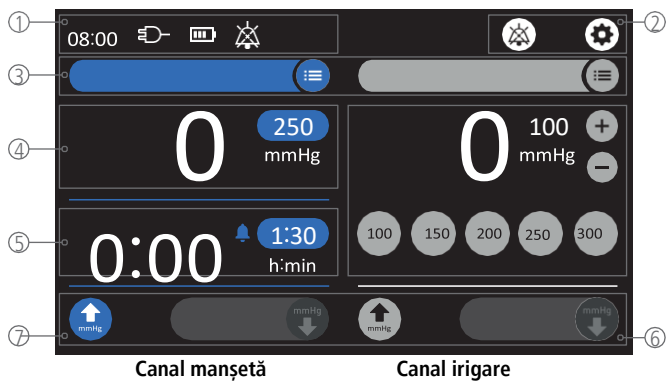 ① ②
08:00
③
④ 0 250 mmHg 0 100 mmHg + −
⑤ 0:00 1:30 h:min 100 150 200 250 300
⑦ mmHg mmHg mmHg mmHg ⑥
Canal manșetă Canal irigare